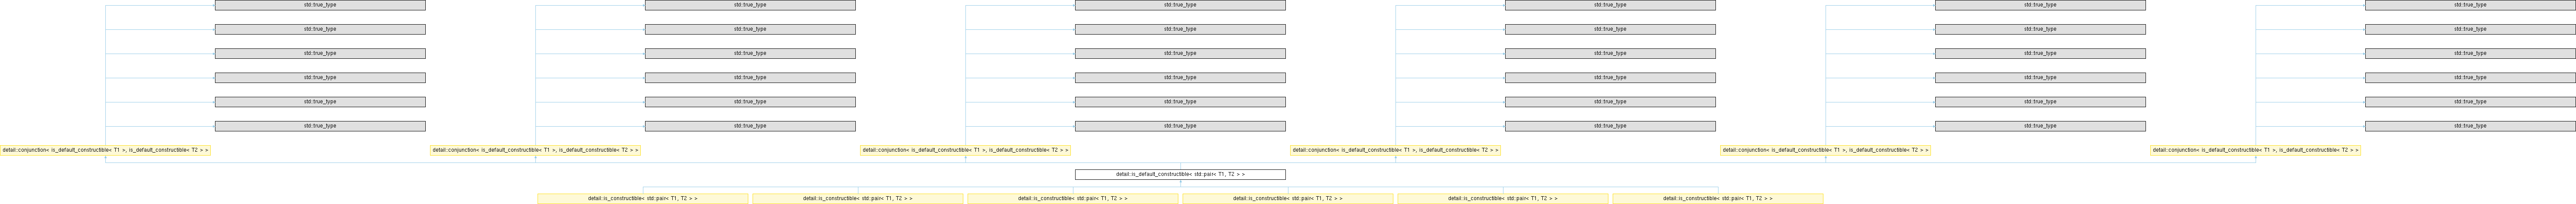 std::true_type std::true_type std::true_type std::true_type std::true_type std::true_type
std::true_type std::true_type std::true_type std::true_type std::true_type std::true_type
std::true_type std::true_type std::true_type std::true_type std::true_type std::true_type
std::true_type std::true_type std::true_type std::true_type std::true_type std::true_type
std::true_type std::true_type std::true_type std::true_type std::true_type std::true_type
std::true_type std::true_type std::true_type std::true_type std::true_type std::true_type
detail::conjunction< is_default_constructible< T1 >, is_default_constructible< T2 > > detail::conjunction< is_default_constructible< T1 >, is_default_constructible< T2 > > detail::conjunction< is_default_constructible< T1 >, is_default_constructible< T2 > > detail::conjunction< is_default_constructible< T1 >, is_default_constructible< T2 > > detail::conjunction< is_default_constructible< T1 >, is_default_constructible< T2 > > detail::conjunction< is_default_constructible< T1 >, is_default_constructible< T2 > >
detail::is_default_constructible< std::pair< T1, T2 > >
detail::is_constructible< std::pair< T1, T2 > > detail::is_constructible< std::pair< T1, T2 > > detail::is_constructible< std::pair< T1, T2 > > detail::is_constructible< std::pair< T1, T2 > > detail::is_constructible< std::pair< T1, T2 > > detail::is_constructible< std::pair< T1, T2 > >